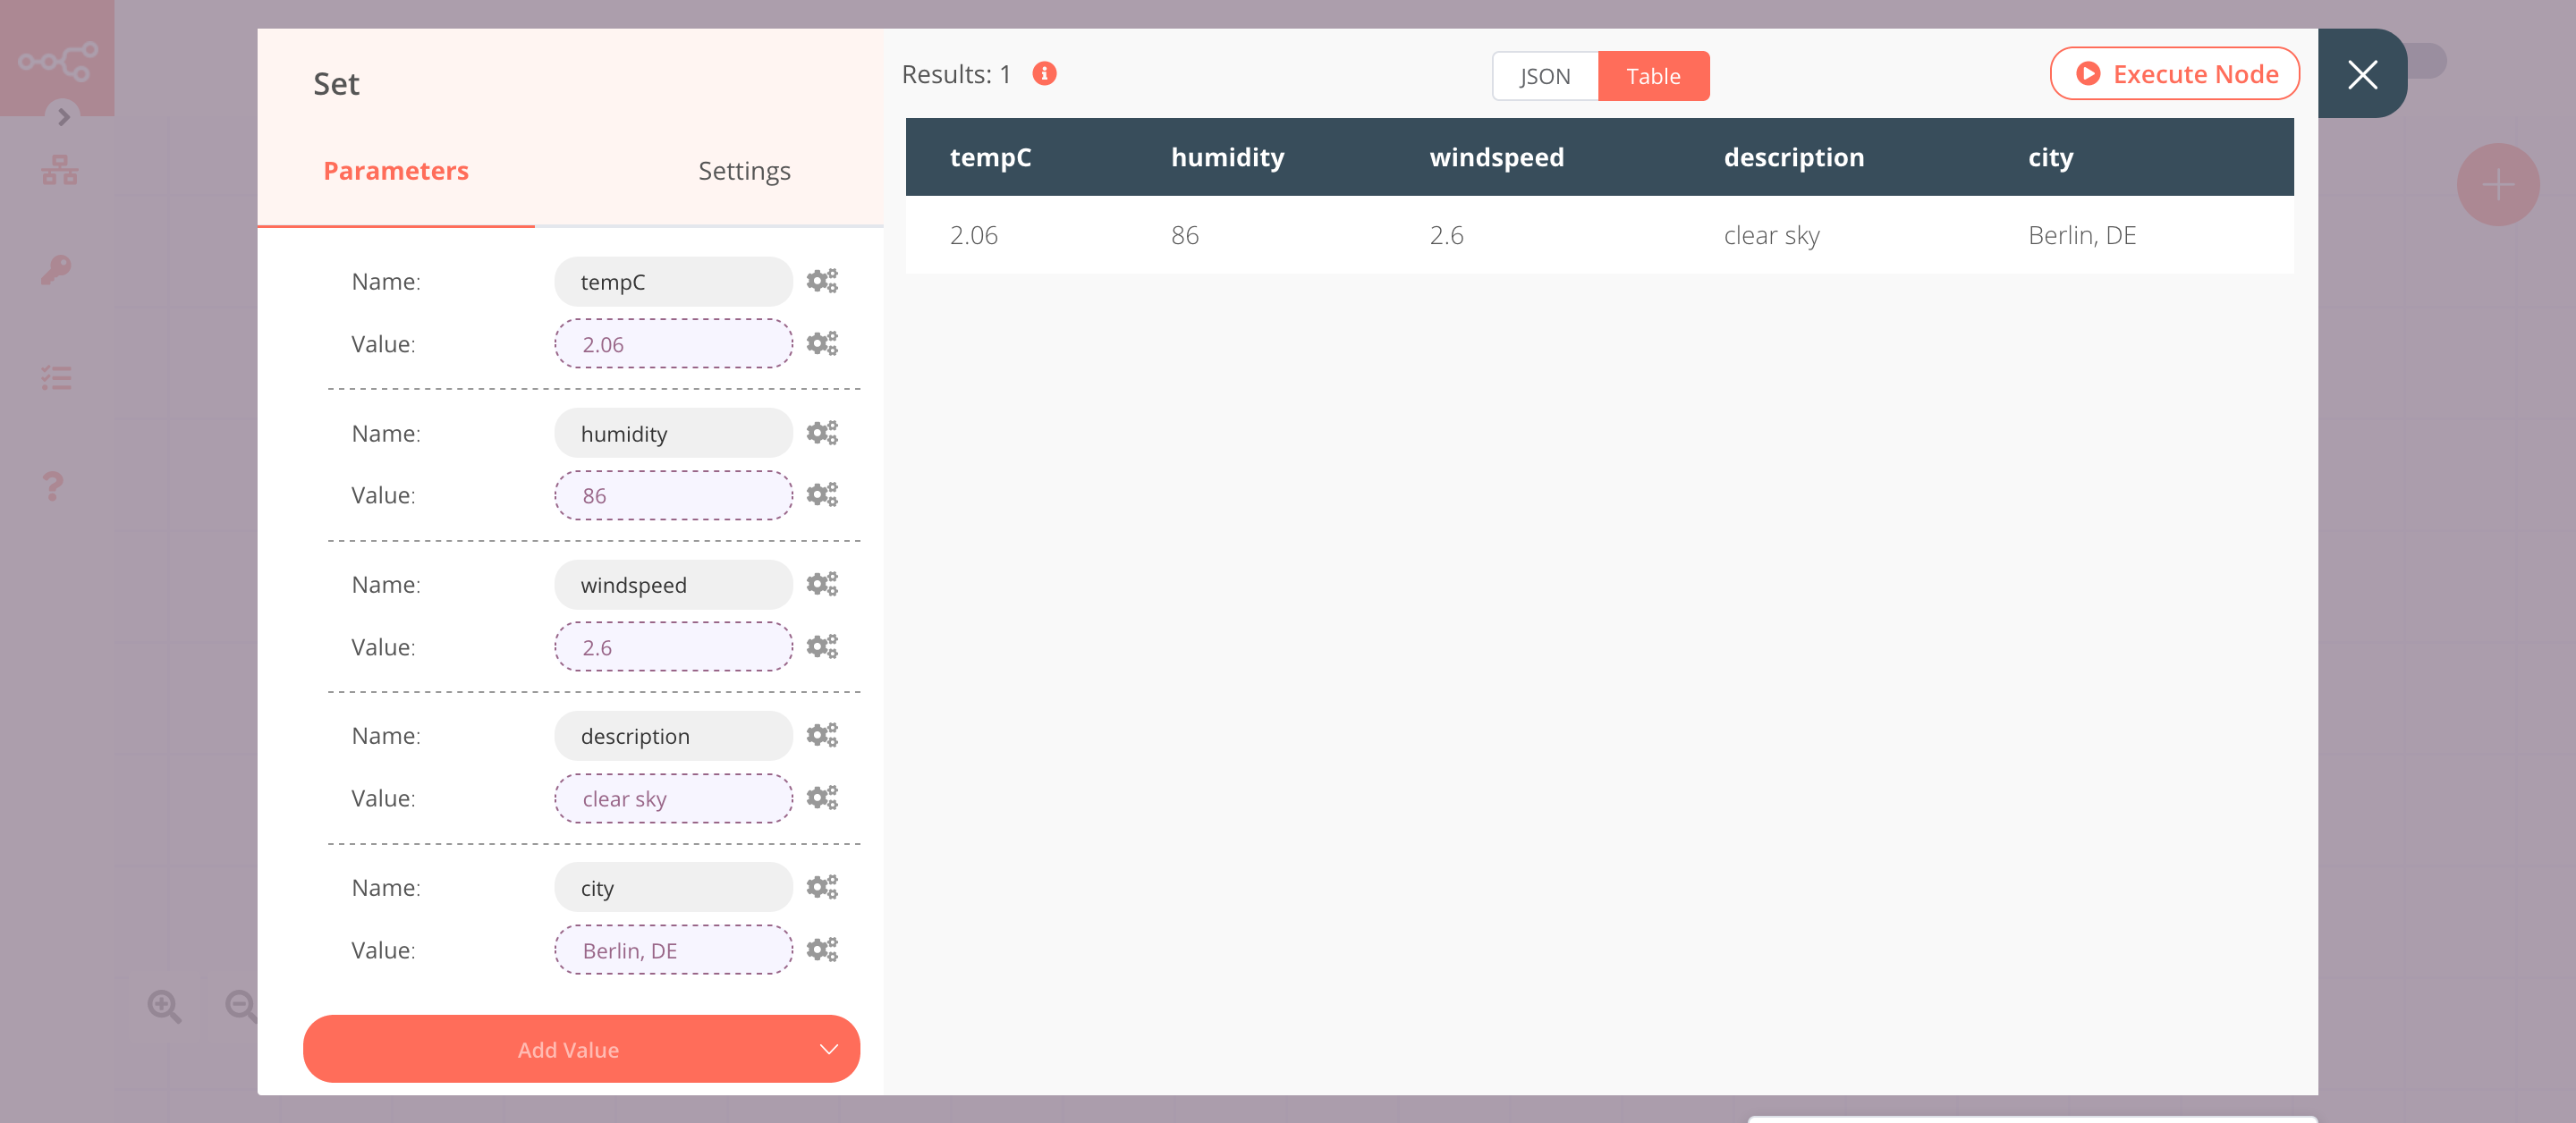 Set
Parameters Settings
Name: tempC
Value: 2.06
Name: humidity
Value: 86
Name: windspeed
Value: 2.6
Name: description
Value: clear sky
Name: city
Value: Berlin, DE
Add Value
Results: 1
JSON Table
Execute Node
tempC humidity windspeed description city
2.06 86 2.6 clear sky Berlin, DE